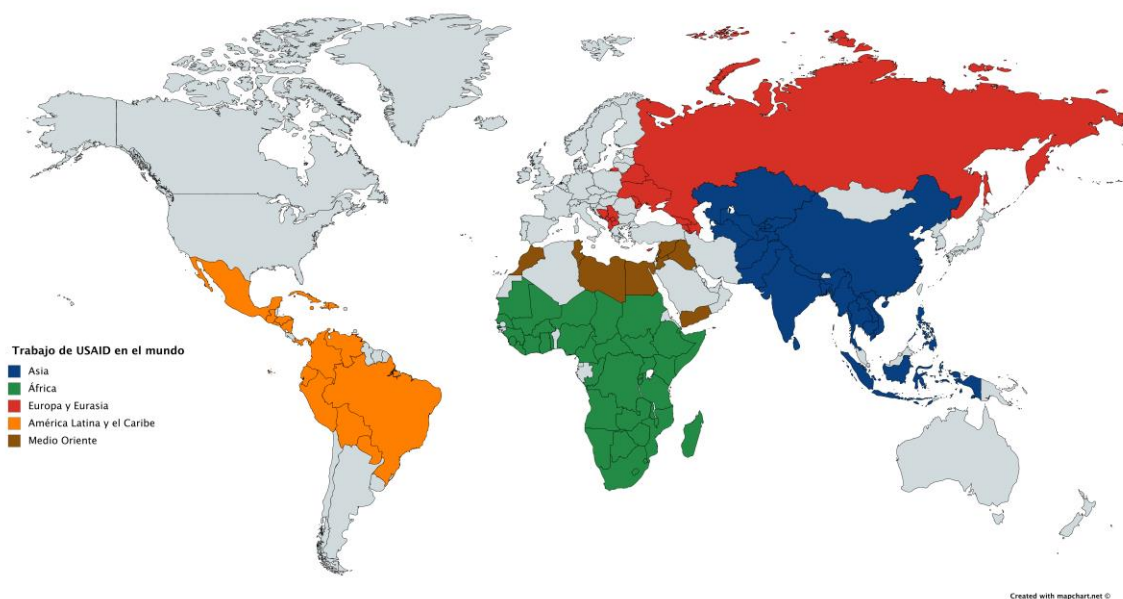 Trabajo de USAID en el mundo
Asia
África
Europa y Eurasia
América Latina y el Caribe
Medio Oriente
Created with mapchart.net ©